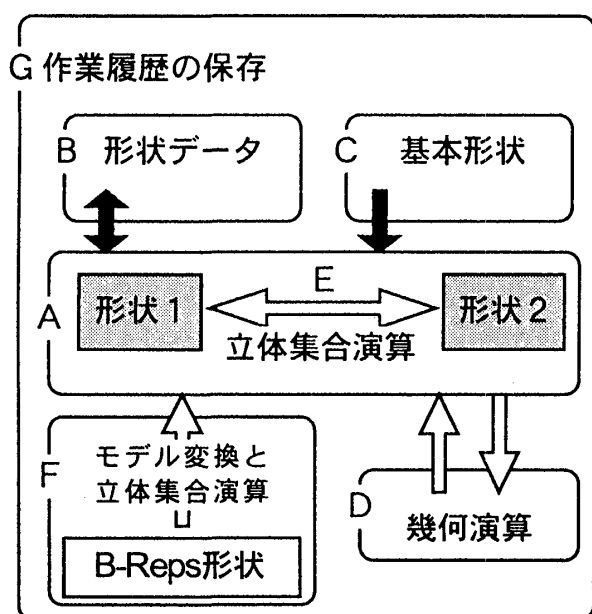 G 作業履歴の保存
B 形状データ
C 基本形状
A
形状1
E
形状2
立体集合演算
F
モデル変換と
立体集合演算
B-Reps形状
D
幾何演算